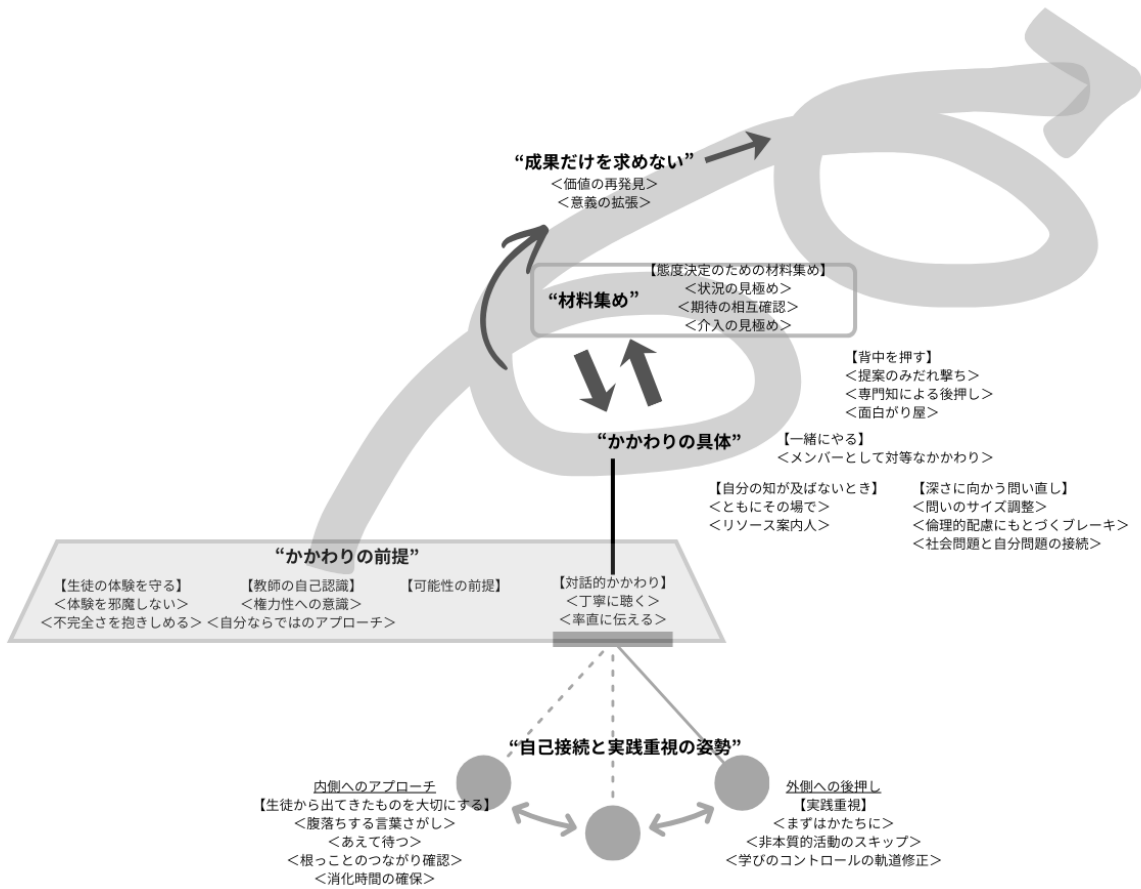 “成果だけを求めない”
＜価値の再発見＞
＜意義の拡張＞
“材料集め”
【態度決定のための材料集め】
＜状況の見極め＞
＜期待の相互確認＞
＜介入の見極め＞
【背中を押す】
＜提案のみだれ撃ち＞
＜専門知による後押し＞
＜面白がり屋＞
“かかわりの具体”
【一緒にやる】
＜メンバーとして対等なかかわり＞
【自分の知が及ばないとき】
＜ともにその場で＞
＜リソース案内人＞
【深さに向かう問い直し】
＜問いのサイズ調整＞
＜倫理的配慮にもとづくブレーキ＞
＜社会問題と自分問題の接続＞
“かかわりの前提”
【生徒の体験を守る】
＜体験を邪魔しない＞
＜不完全さを抱きしめる＞
【教師の自己認識】
＜権力性への意識＞
＜自分ならではのアプローチ＞
【可能性の前提】
【対話的かかわり】
＜丁寧に聴く＞
＜率直に伝える＞
“自己接続と実践重視の姿勢”
内側へのアプローチ
【生徒から出てきたものを大切にする】
＜腹落ちする言葉さがし＞
＜あえて待つ＞
＜根っことのつながり確認＞
＜消化時間の確保＞
外側への後押し
【実践重視】
＜まずはかたちに＞
＜非本質的活動のスキップ＞
＜学びのコントロールの軌道修正＞